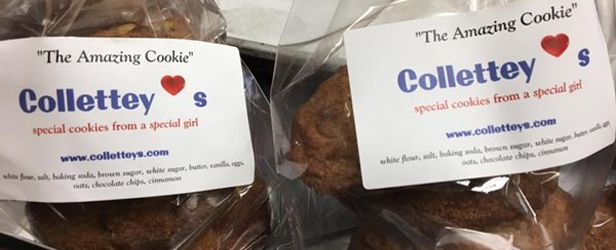 "The Amazing Cookie"
Collettey s
special cookies from a special girl
www.colletteys.com
white flour, salt, baking soda, brown sugar, white sugar, butter, vanilla, eggs,
oats, chocolate chips, cinnamon
"The Amazing Cookie"
Collettey s
special cookies from a special girl
www.colletteys.com
white flour, salt, baking soda, brown sugar, white sugar, butter, vanilla, eggs,
oats, chocolate chips, cinnamon